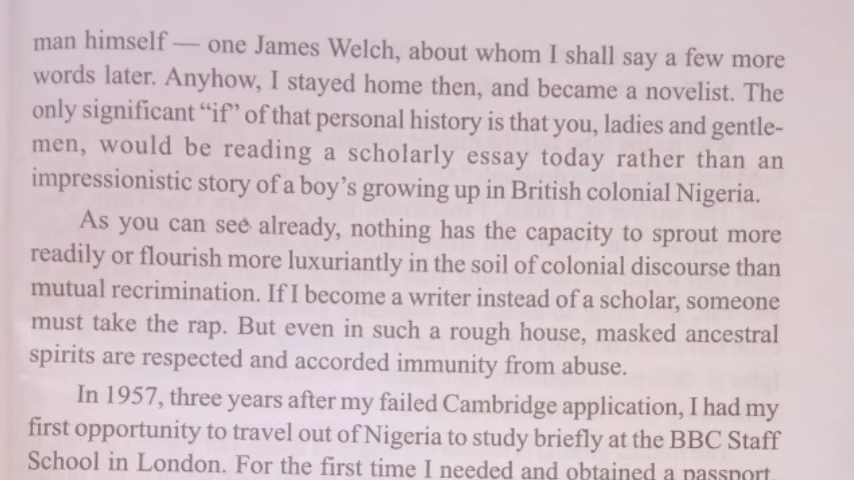 man himself — one James Welch, about whom I shall say a few more
words later. Anyhow, I stayed home then, and became a novelist. The
only significant “if” of that personal history is that you, ladies and gentle-
men, would be reading a scholarly essay today rather than an
impressionistic story of a boy’s growing up in British colonial Nigeria.
As you can see already, nothing has the capacity to sprout more
readily or flourish more luxuriantly in the soil of colonial discourse than
mutual recrimination. If I become a writer instead of a scholar, someone
must take the rap. But even in such a rough house, masked ancestral
spirits are respected and accorded immunity from abuse.
In 1957, three years after my failed Cambridge application, I had my
first opportunity to travel out of Nigeria to study briefly at the BBC Staff
School in London. For the first time I needed and obtained a passport,